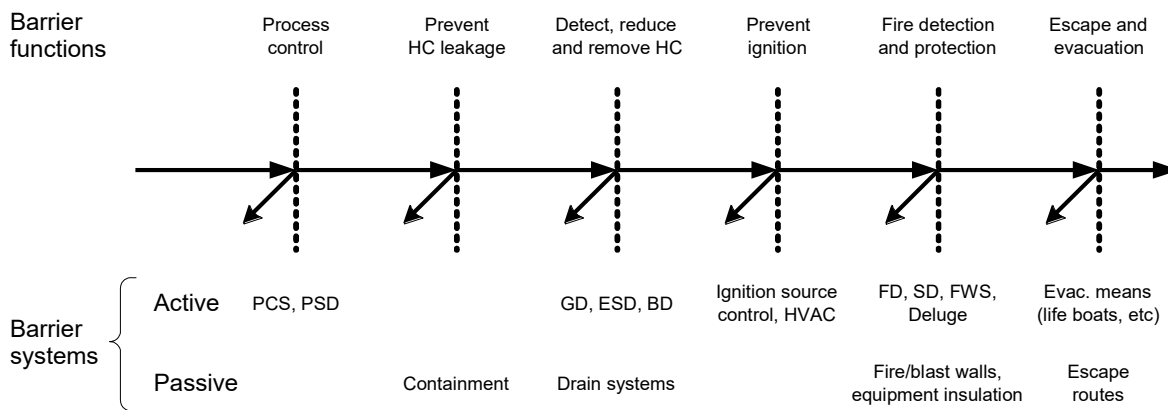 Barrier
functions
Process
control
Prevent
HC leakage
Detect, reduce
and remove HC
Prevent
ignition
Fire detection
and protection
Escape and
evacuation
Barrier
systems
Active
PCS, PSD
GD, ESD, BD
Ignition source
control, HVAC
FD, SD, FWS,
Deluge
Evac. means
(life boats, etc)
Passive
Containment
Drain systems
Fire/blast walls,
equipment insulation
Escape
routes